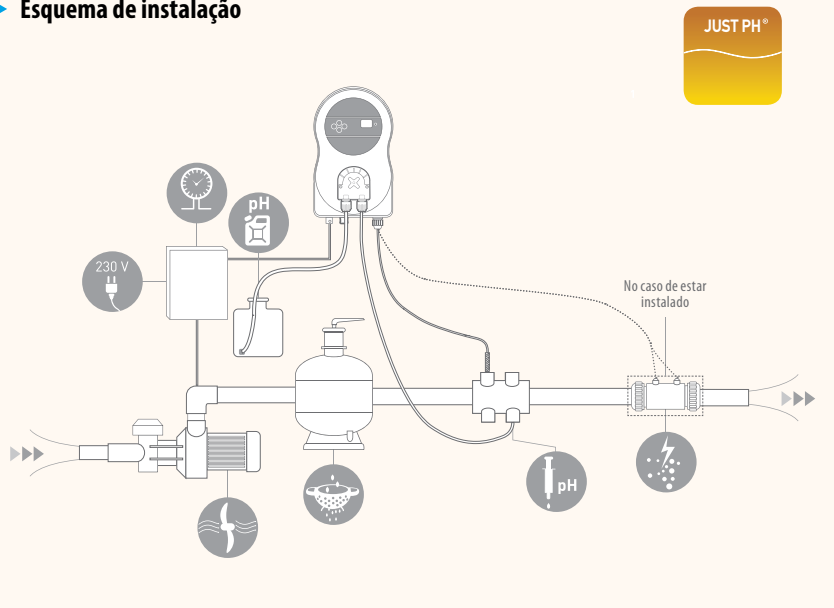 Esquema de instalação
JUST PH®
pH
230 V
No caso de estar
instalado
pH